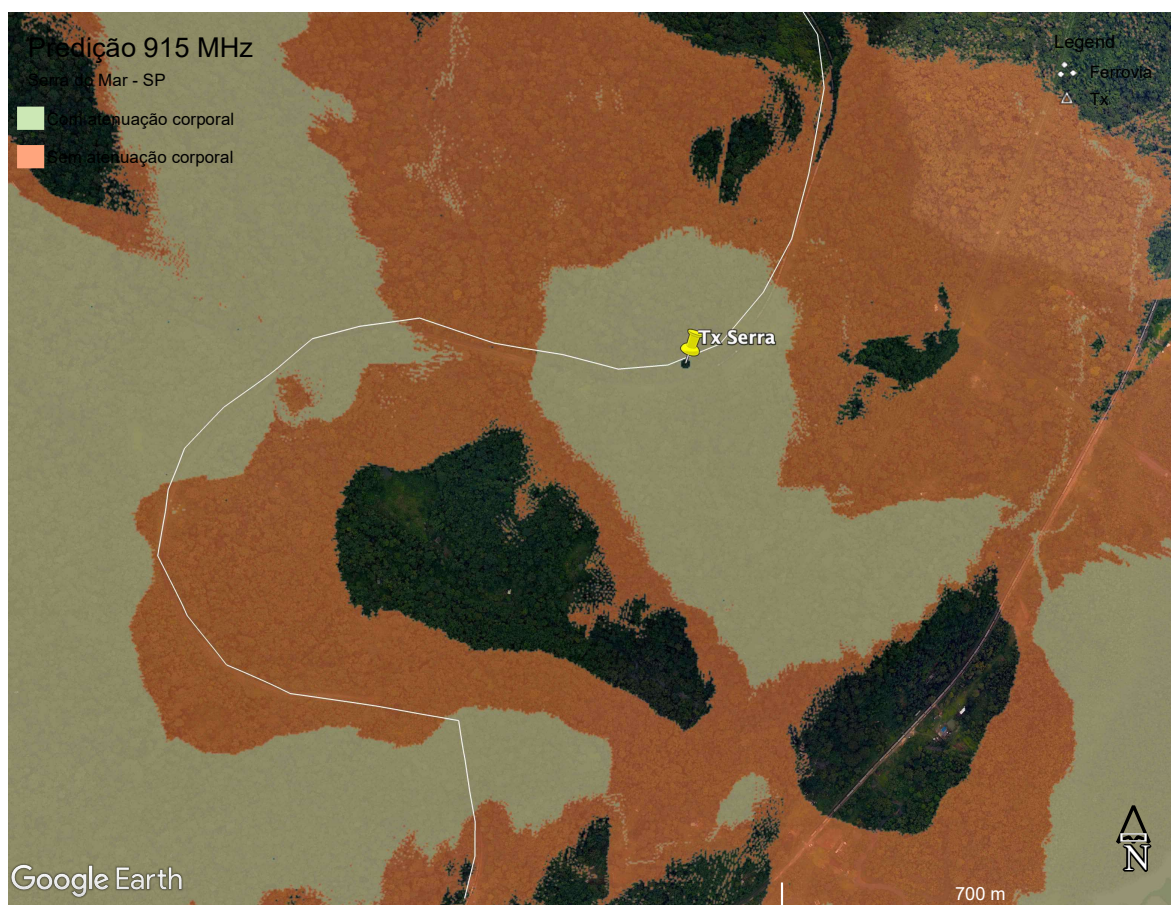 Predição 915 MHz
Serra do Mar - SP
Com atenuação corporal
Sem atenuação corporal
Legend
Ferrovia
Tx
Tx Serra
Google Earth
N
700 m